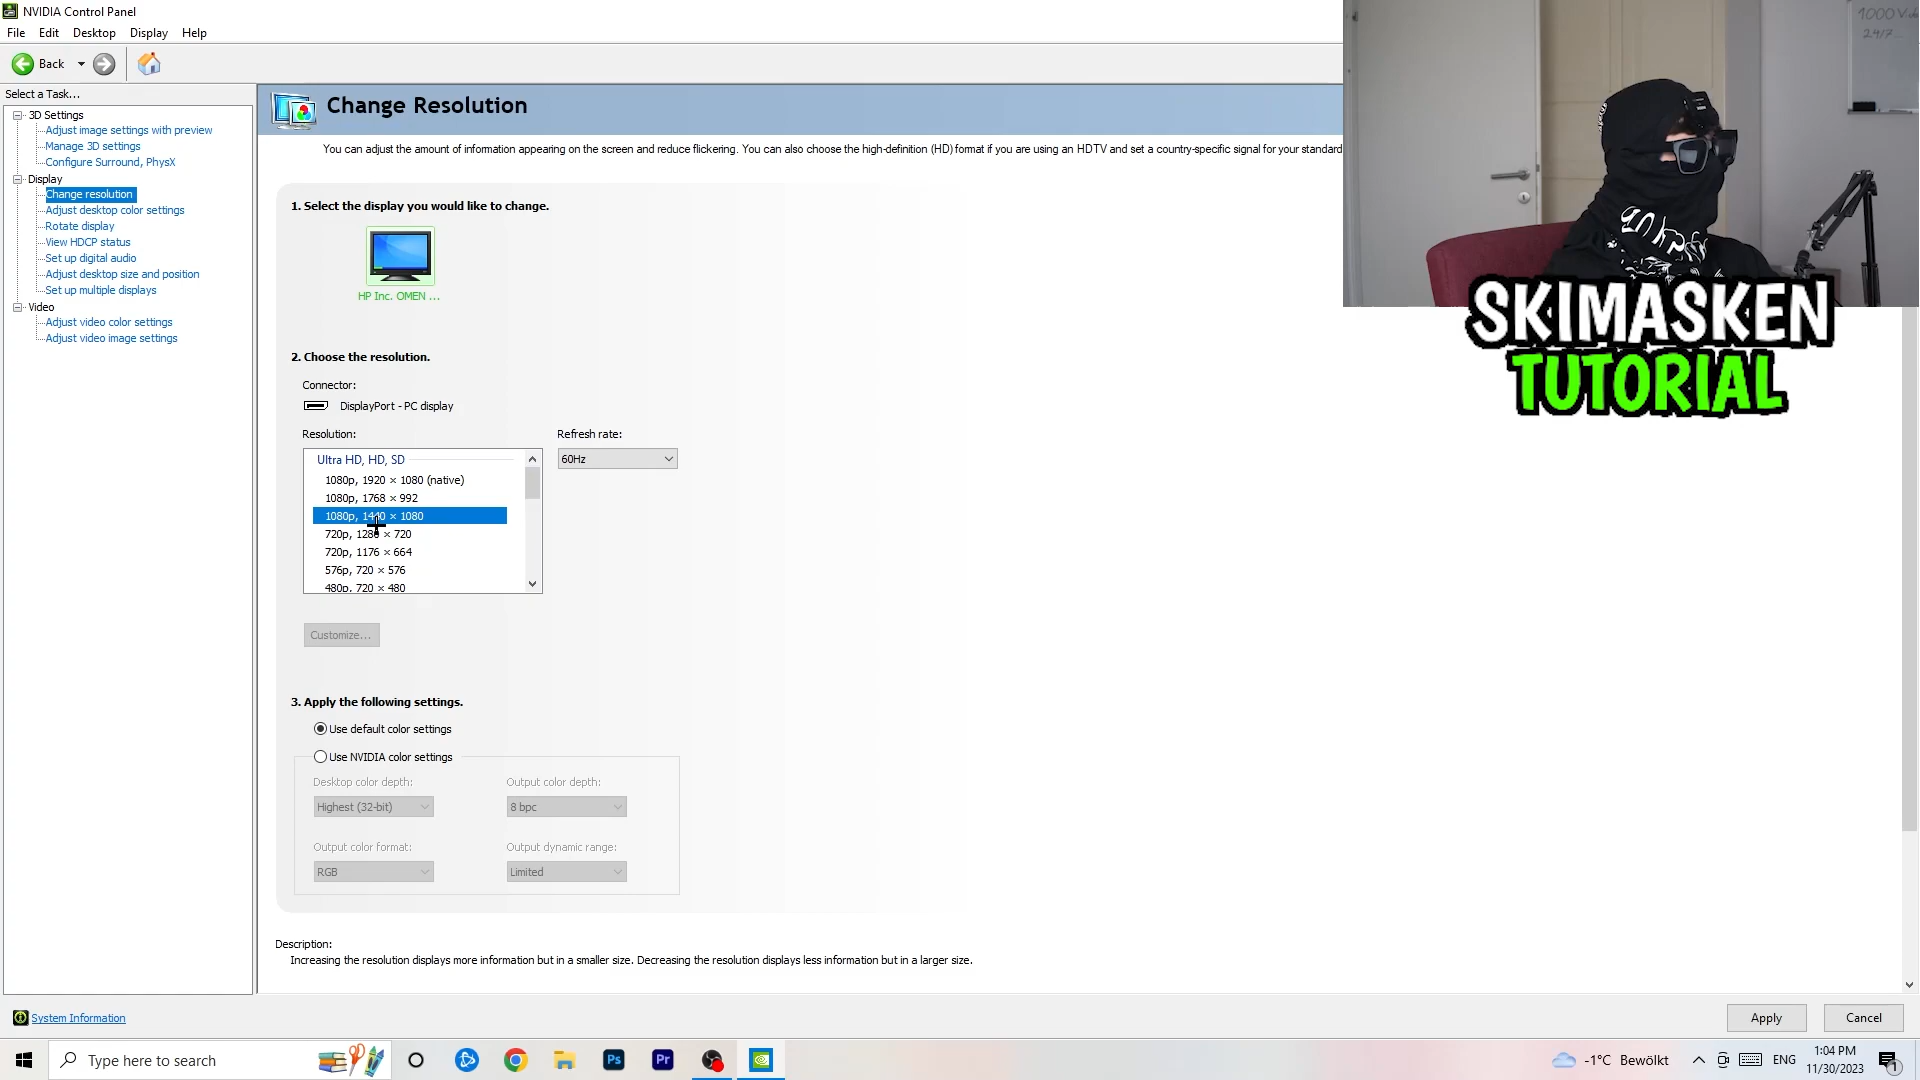 NVIDIA Control Panel
File Edit Desktop Display Help
Back
Select a Task...
3D Settings
Adjust image settings with preview
Manage 3D settings
Configure Surround, PhysX
Display
Change resolution
Adjust desktop color settings
Rotate display
View HDCP status
Set up digital audio
Adjust desktop size and position
Set up multiple displays
Video
Adjust video color settings
Adjust video image settings
Change Resolution
You can adjust the amount of information appearing on the screen and reduce flickering. You can also choose the high-definition (HD) format if you are using an HDTV and set a country-specific signal for your standard
1. Select the display you would like to change.
HP Inc. OMEN ...
2. Choose the resolution.
Connector:
DisplayPort - PC display
Resolution:
Refresh rate:
Ultra HD, HD, SD
60Hz
1080p, 1920 × 1080 (native)
1080p, 1768 × 992
1080p, 1440 × 1080
720p, 1280 × 720
720p, 1176 × 664
576p, 720 × 576
480p, 720 × 480
Customize...
3. Apply the following settings.
Use default color settings
Use NVIDIA color settings
Desktop color depth:
Output color depth:
Highest (32-bit)
8 bpc
Output color format:
Output dynamic range:
RGB
Limited
Description:
Increasing the resolution displays more information but in a smaller size. Decreasing the resolution displays less information but in a larger size.
System Information
Apply
Cancel
1000
24/7
SKIMASKEN
TUTORIAL
Type here to search
Ps
Pr
-1°C Bewölkt
ENG
1:04 PM
11/30/2023
1